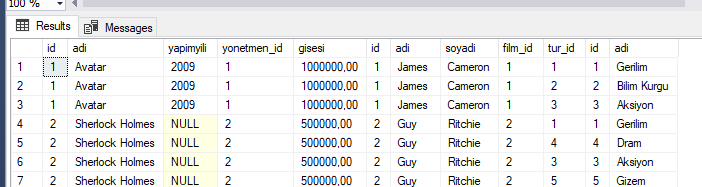 100 %
Results Messages
id adi yapimyili yonetmen_id gisesi id adi soyadi film_id tur_id id adi
1 1 Avatar 2009 1 1000000,00 1 James Cameron 1 1 1 Gerilim
2 1 Avatar 2009 1 1000000,00 1 James Cameron 1 2 2 Bilim Kurgu
3 1 Avatar 2009 1 1000000,00 1 James Cameron 1 3 3 Aksiyon
4 2 Sherlock Holmes NULL 2 500000,00 2 Guy Ritchie 2 1 1 Gerilim
5 2 Sherlock Holmes NULL 2 500000,00 2 Guy Ritchie 2 4 4 Dram
6 2 Sherlock Holmes NULL 2 500000,00 2 Guy Ritchie 2 3 3 Aksiyon
7 2 Sherlock Holmes NULL 2 500000,00 2 Guy Ritchie 2 5 5 Gizem